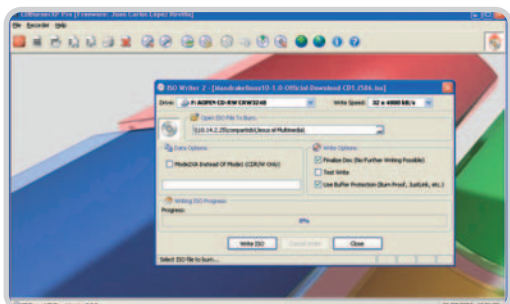 CDBurnerXP Pro [Freeware: Juan Carlos López Revilla]
File Recorder Help
ISO Writer 2 - [Mandrakelinux10-1.0-Official-Download-CD1.i586.iso]
Drive: F: AOPEN CD-RW CRW3248 Write Speed: 32 x 4800 kB/s
Open ISO File To Burn:
Data Options: Write Options:
Mode2XA Instead Of Mode1 (CDR/W Only) Finalize Disc (No Further Writing Possible)
Test Write
Use Buffer Protection (Burn Proof, JustLink, etc.)
Writing ISO Progress:
Progress:
0%
Write ISO Cancel Write Close
Select ISO file to burn...